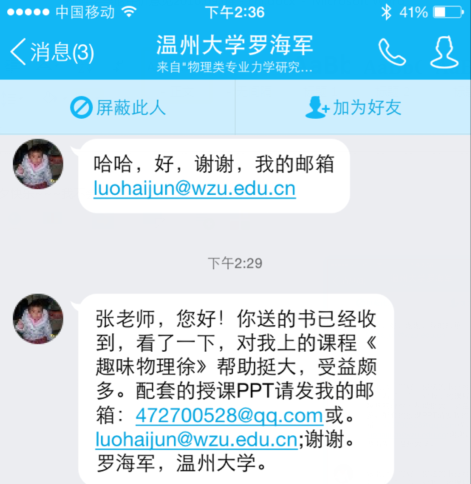 中国移动 下午2:36 41%
消息(3) 温州大学罗海军
来自"物理类专业力学研究...
屏蔽此人 加为好友
哈哈，好，谢谢，我的邮箱
luohaijun@wzu.edu.cn
下午2:29
张老师，您好！你送的书已经收
到，看了一下，对我上的课程《
趣味物理徐》帮助挺大，受益颇
多。配套的授课PPT请发我的邮
箱：472700528@qq.com或。
luohaijun@wzu.edu.cn;谢谢。
罗海军，温州大学。